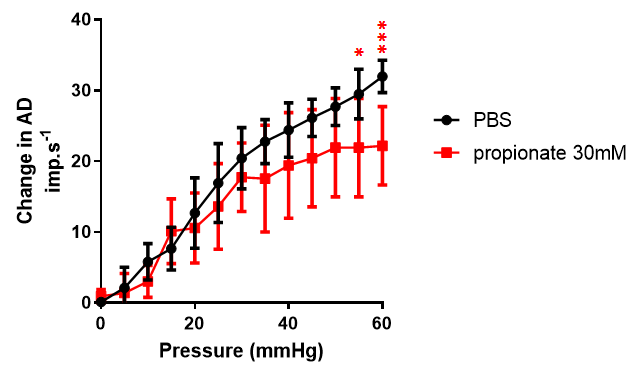 40
30
20
10
0
Change in AD
imp.s-1
0 20 40 60
Pressure (mmHg)
*
***
PBS
propionate 30mM